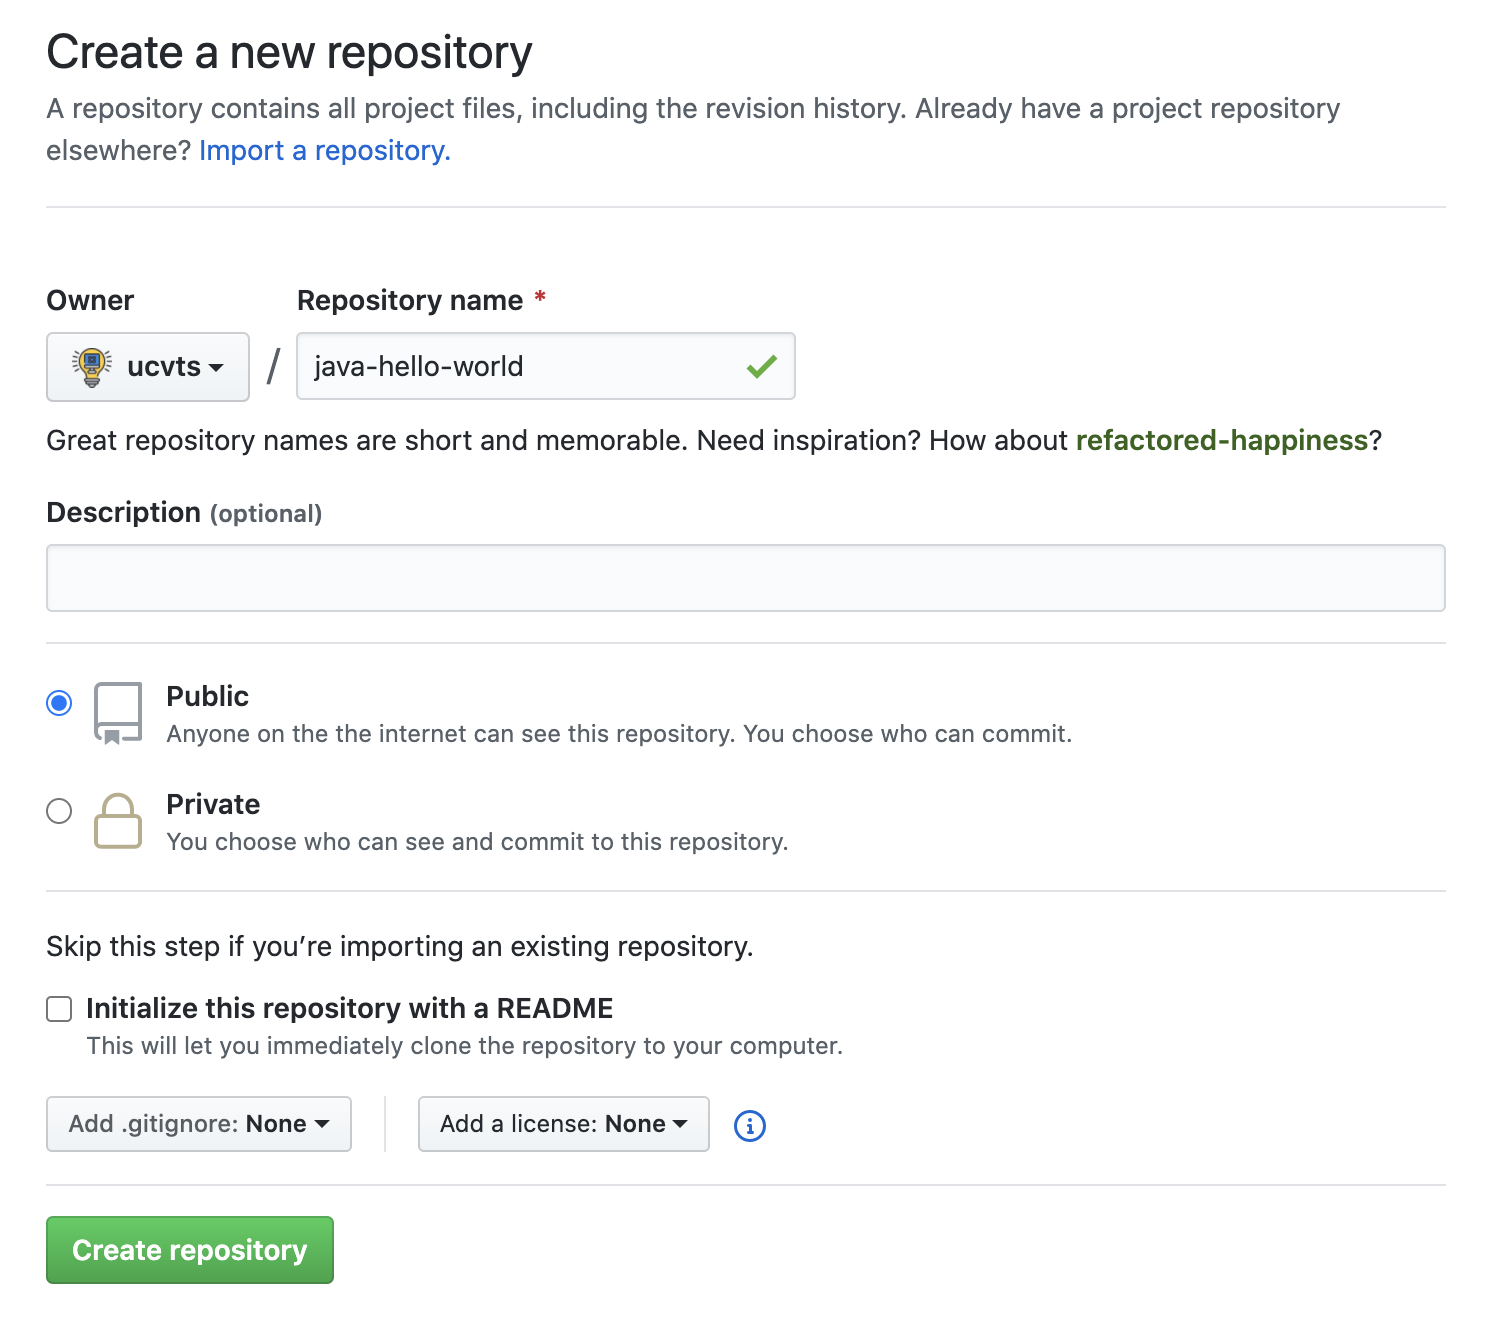 Create a new repository
A repository contains all project files, including the revision history. Already have a project repository
elsewhere? Import a repository.
Owner
Repository name *
ucvts
/
java-hello-world
Great repository names are short and memorable. Need inspiration? How about refactored-happiness?
Description (optional)
Public
Anyone on the the internet can see this repository. You choose who can commit.
Private
You choose who can see and commit to this repository.
Skip this step if you’re importing an existing repository.
Initialize this repository with a README
This will let you immediately clone the repository to your computer.
Add .gitignore: None
Add a license: None
Create repository